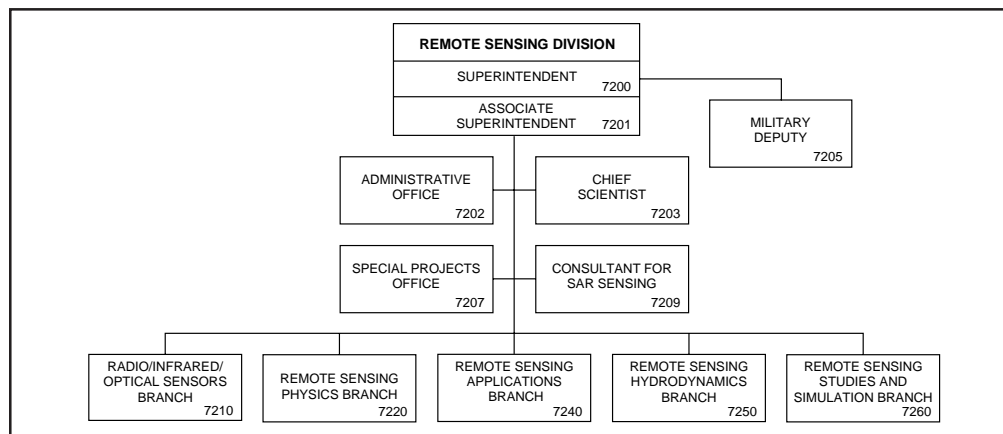 REMOTE SENSING DIVISION
SUPERINTENDENT
7200
ASSOCIATE
SUPERINTENDENT
7201
MILITARY
DEPUTY
7205
ADMINISTRATIVE
OFFICE
7202
CHIEF
SCIENTIST
7203
SPECIAL PROJECTS
OFFICE
7207
CONSULTANT FOR
SAR SENSING
7209
RADIO/INFRARED/
OPTICAL SENSORS
BRANCH
7210
REMOTE SENSING
PHYSICS BRANCH
7220
REMOTE SENSING
APPLICATIONS
BRANCH
7240
REMOTE SENSING
HYDRODYNAMICS
BRANCH
7250
REMOTE SENSING
STUDIES AND
SIMULATION BRANCH
7260